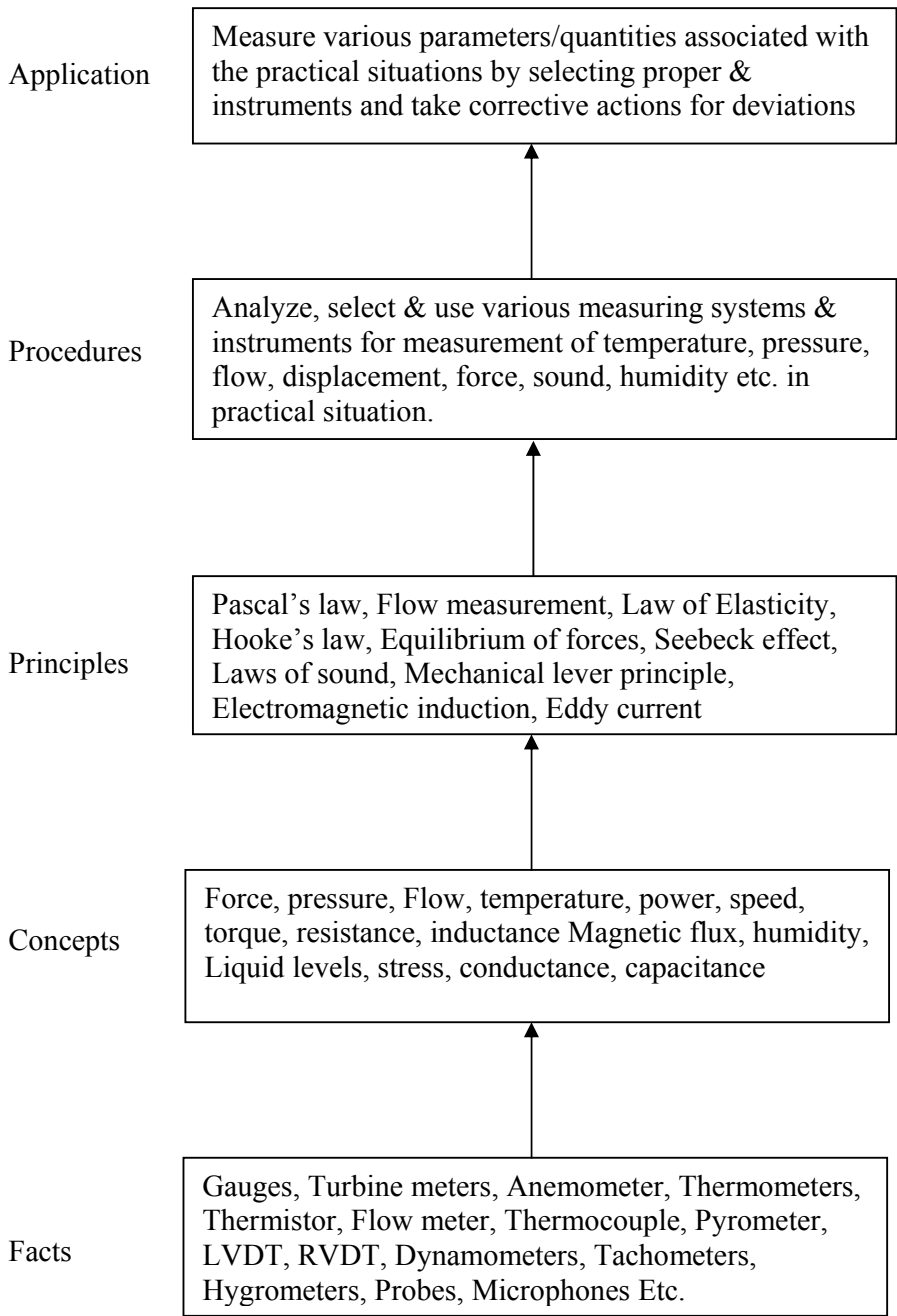 Application
Measure various parameters/quantities associated with
the practical situations by selecting proper &
instruments and take corrective actions for deviations
Procedures
Analyze, select & use various measuring systems &
instruments for measurement of temperature, pressure,
flow, displacement, force, sound, humidity etc. in
practical situation.
Principles
Pascal’s law, Flow measurement, Law of Elasticity,
Hooke’s law, Equilibrium of forces, Seebeck effect,
Laws of sound, Mechanical lever principle,
Electromagnetic induction, Eddy current
Concepts
Force, pressure, Flow, temperature, power, speed,
torque, resistance, inductance Magnetic flux, humidity,
Liquid levels, stress, conductance, capacitance
Facts
Gauges, Turbine meters, Anemometer, Thermometers,
Thermistor, Flow meter, Thermocouple, Pyrometer,
LVDT, RVDT, Dynamometers, Tachometers,
Hygrometers, Probes, Microphones Etc.